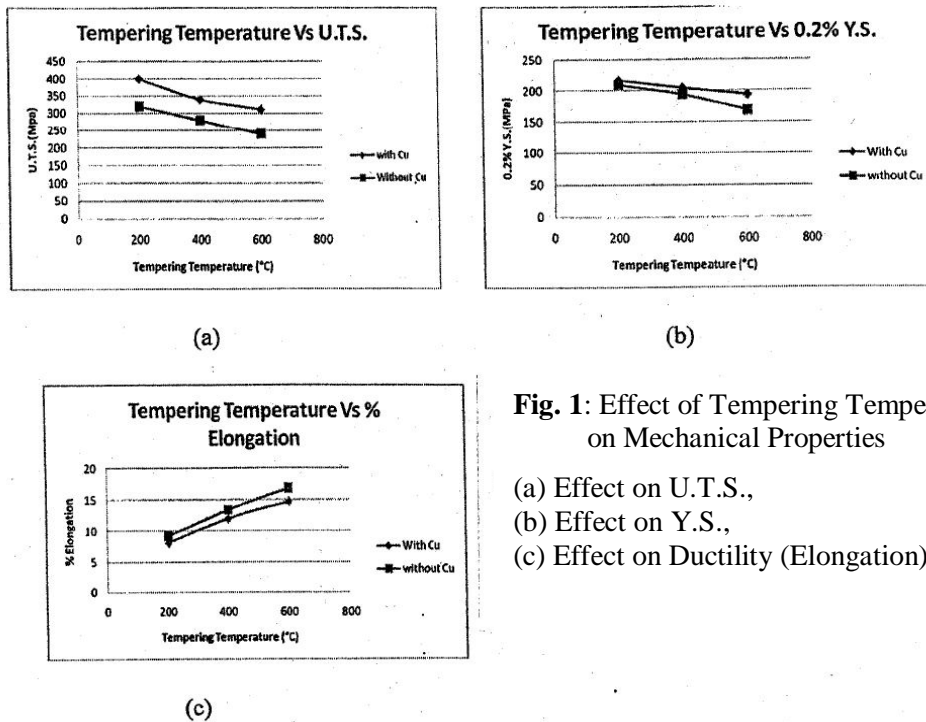 Tempering Temperature Vs U.T.S.
450
400
350
300
250
200
150
100
50
0
U.T.S.(Mpa)
0 200 400 600 800
Tempering Temperature (°C)
with Cu
Without Cu
(a)
Tempering Temperature Vs 0.2% Y.S.
250
200
150
100
50
0
0.2% Y.S.(MPa)
0 200 400 600 800
Tempering Tempeature (°C)
With Cu
without Cu
(b)
Tempering Temperature Vs %
Elongation
20
15
10
5
0
% Elongation
0 200 400 600 800
Tempering Temperature (°C)
With Cu
without Cu
(c)
Fig. 1: Effect of Tempering Tempe
on Mechanical Properties
(a) Effect on U.T.S.,
(b) Effect on Y.S.,
(c) Effect on Ductility (Elongation)